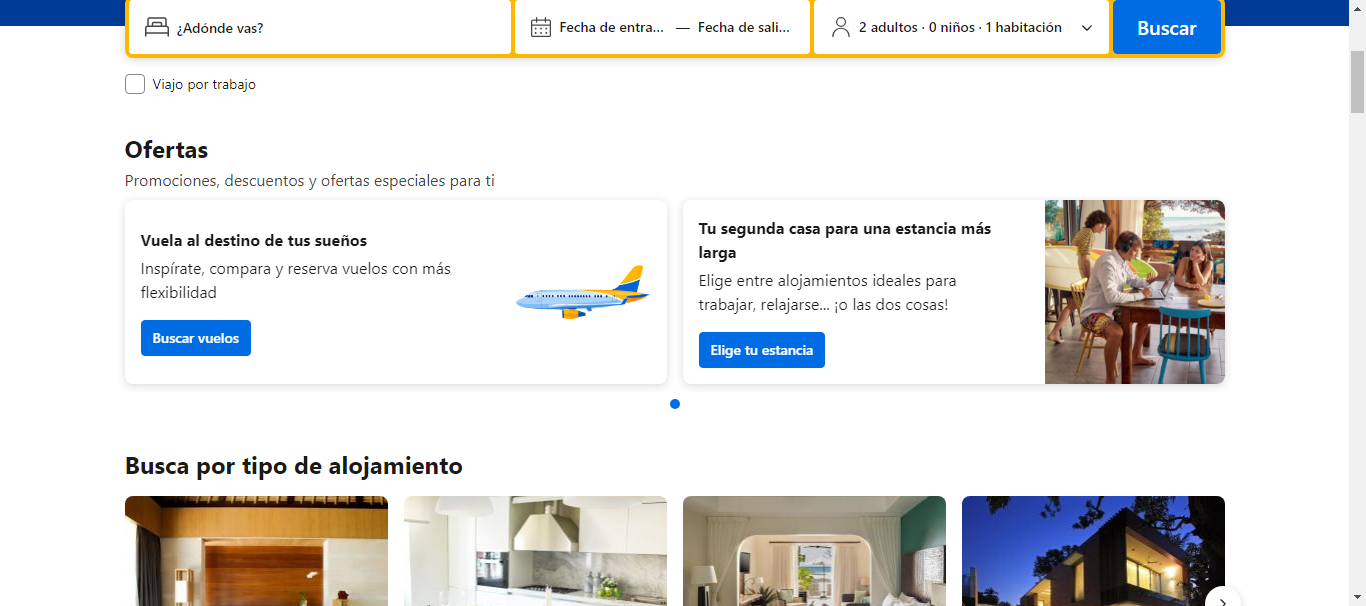 ¿Adónde vas?
Fecha de entra... — Fecha de sali...
2 adultos · 0 niños · 1 habitación
Buscar
Viajo por trabajo
Ofertas
Promociones, descuentos y ofertas especiales para ti
Vuela al destino de tus sueños
Inspírate, compara y reserva vuelos con más
flexibilidad
Buscar vuelos
Tu segunda casa para una estancia más
larga
Elige entre alojamientos ideales para
trabajar, relajarse... ¡o las dos cosas!
Elige tu estancia
Busca por tipo de alojamiento